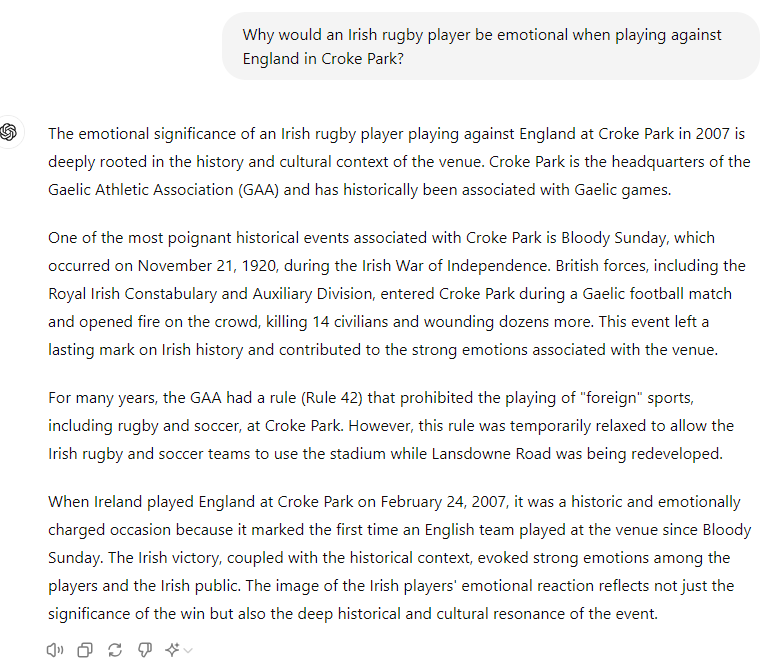 Why would an Irish rugby player be emotional when playing against
England in Croke Park?
The emotional significance of an Irish rugby player playing against England at Croke Park in 2007 is
deeply rooted in the history and cultural context of the venue. Croke Park is the headquarters of the
Gaelic Athletic Association (GAA) and has historically been associated with Gaelic games.
One of the most poignant historical events associated with Croke Park is Bloody Sunday, which
occurred on November 21, 1920, during the Irish War of Independence. British forces, including the
Royal Irish Constabulary and Auxiliary Division, entered Croke Park during a Gaelic football match
and opened fire on the crowd, killing 14 civilians and wounding dozens more. This event left a
lasting mark on Irish history and contributed to the strong emotions associated with the venue.
For many years, the GAA had a rule (Rule 42) that prohibited the playing of "foreign" sports,
including rugby and soccer, at Croke Park. However, this rule was temporarily relaxed to allow the
Irish rugby and soccer teams to use the stadium while Lansdowne Road was being redeveloped.
When Ireland played England at Croke Park on February 24, 2007, it was a historic and emotionally
charged occasion because it marked the first time an English team played at the venue since Bloody
Sunday. The Irish victory, coupled with the historical context, evoked strong emotions among the
players and the Irish public. The image of the Irish players' emotional reaction reflects not just the
significance of the win but also the deep historical and cultural resonance of the event.